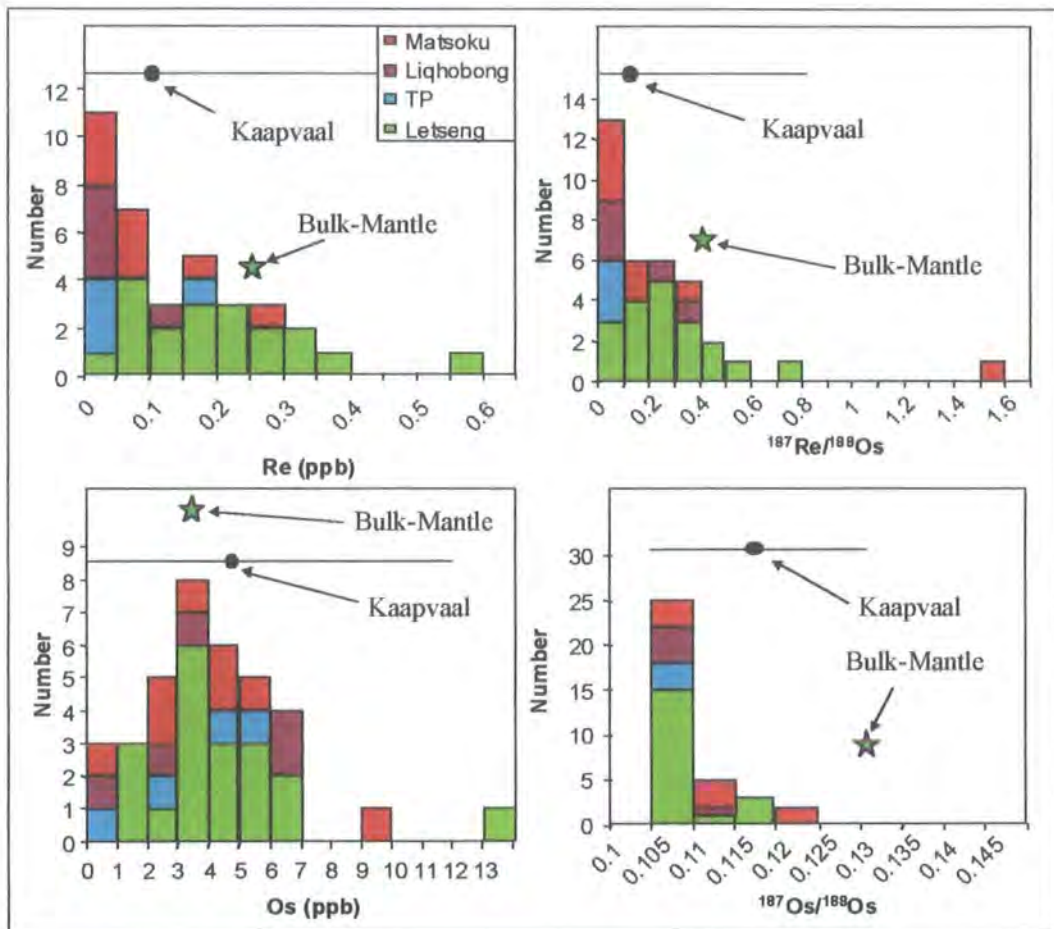 Number
12
10
8
6
4
2
0
0
0.1
0.2
0.3
0.4
0.5
0.6
Re (ppb)
Kaapvaal
Bulk-Mantle
Matsoku
Liqhobong
TP
Letseng
Number
14
12
10
8
6
4
2
0
0
0.2
0.4
0.6
0.8
1
1.2
1.4
1.6
¹⁸⁷Re/¹⁸⁸Os
Kaapvaal
Bulk-Mantle
Number
9
8
7
6
5
4
3
2
1
0
0 1 2 3 4 5 6 7 9 10 11 12 13
Os (ppb)
Bulk-Mantle
Kaapvaal
Number
30
25
20
15
10
5
0
0.1
0.105
0.11
0.115
0.12
0.125
0.13
0.135
0.14
0.145
¹⁸⁷Os/¹⁸⁸Os
Kaapvaal
Bulk-Mantle